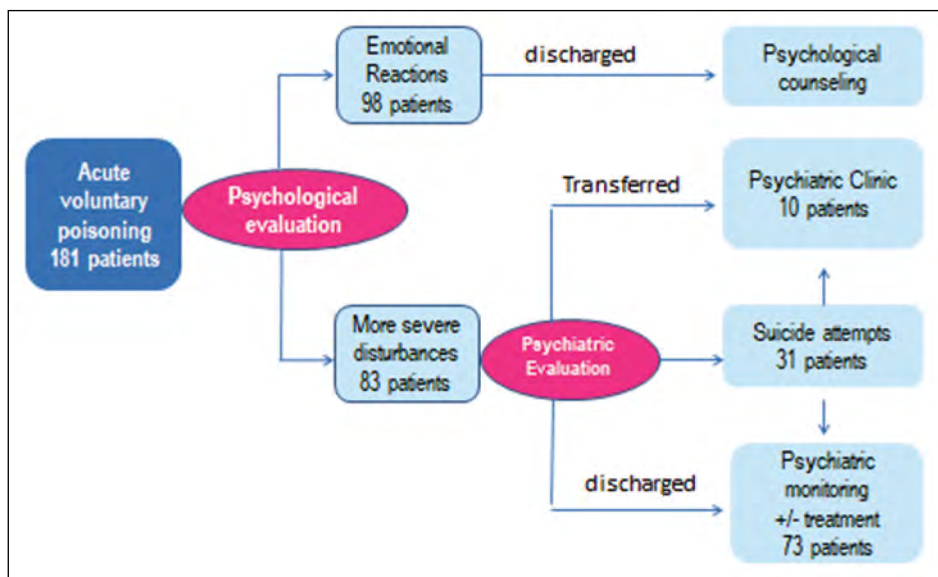 Acute
voluntary
poisoning
181 patients
Psychological
evaluation
Emotional
Reactions
98 patients
discharged
Psychological
counseling
More severe
disturbances
83 patients
Psychiatric
Evaluation
Transferred
Psychiatric Clinic
10 patients
Suicide attempts
31 patients
discharged
Psychiatric
monitoring
+/- treatment
73 patients